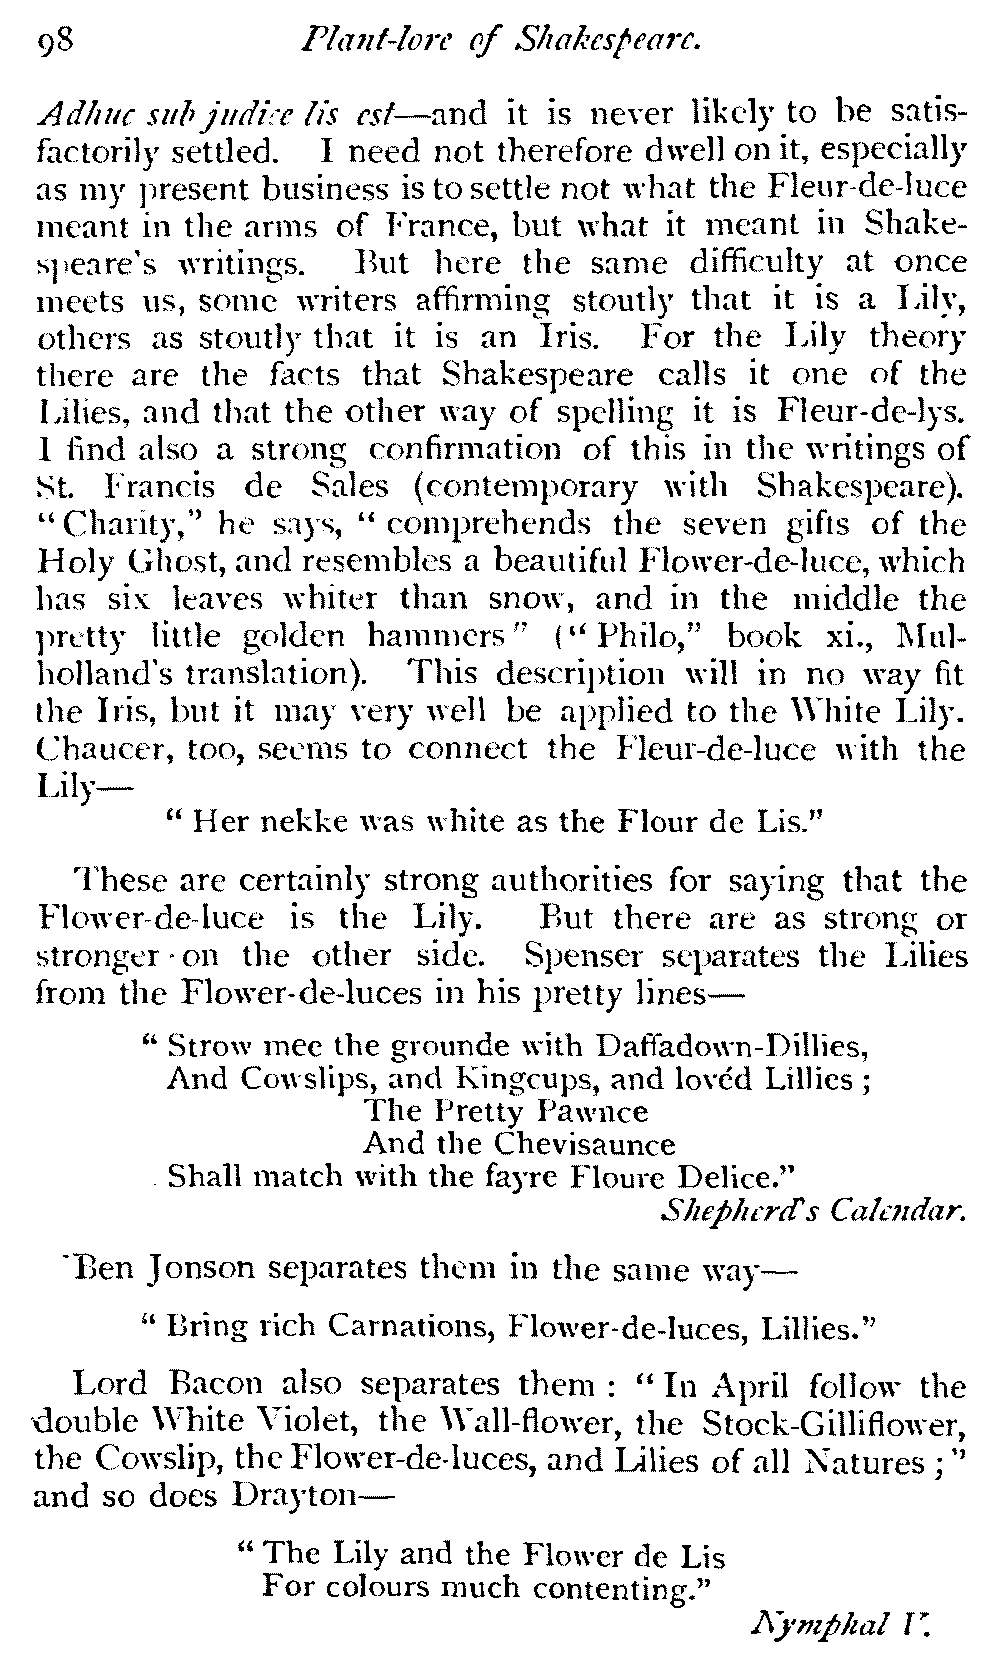 98 Plant-lore of Shakespeare.
Adhuc sub judice lis est—and it is never likely to be satis-
factorily settled. I need not therefore dwell on it, especially
as my present business is to settle not what the Fleur-de-luce
meant in the arms of France, but what it meant in Shake-
speare's writings. But here the same difficulty at once
meets us, some writers affirming stoutly that it is a Lily,
others as stoutly that it is an Iris. For the Lily theory
there are the facts that Shakespeare calls it one of the
Lilies, and that the other way of spelling it is Fleur-de-lys.
I find also a strong confirmation of this in the writings of
St. Francis de Sales (contemporary with Shakespeare).
“Charity,” he says, “comprehends the seven gifts of the
Holy Ghost, and resembles a beautiful Flower-de-luce, which
has six leaves whiter than snow, and in the middle the
pretty little golden hammers” (“Philo,” book xi., Mul-
holland's translation). This description will in no way fit
the Iris, but it may very well be applied to the White Lily.
Chaucer, too, seems to connect the Fleur-de-luce with the
Lily—
“Her nekke was white as the Flour de Lis.”
These are certainly strong authorities for saying that the
Flower-de-luce is the Lily. But there are as strong or
stronger on the other side. Spenser separates the Lilies
from the Flower-de-luces in his pretty lines—
“Strow mee the grounde with Daffadown-Dillies,
And Cowslips, and Kingcups, and lovéd Lillies;
The Pretty Pawnce
And the Chevisaunce
Shall match with the fayre Floure Delice.”
Shepherd's Calendar.
Ben Jonson separates them in the same way—
“Bring rich Carnations, Flower-de-luces, Lillies.”
Lord Bacon also separates them: “In April follow the
double White Violet, the Wall-flower, the Stock-Gilliflower,
the Cowslip, the Flower-de-luces, and Lilies of all Natures;”
and so does Drayton—
“The Lily and the Flower de Lis
For colours much contenting.”
Nymphal V.